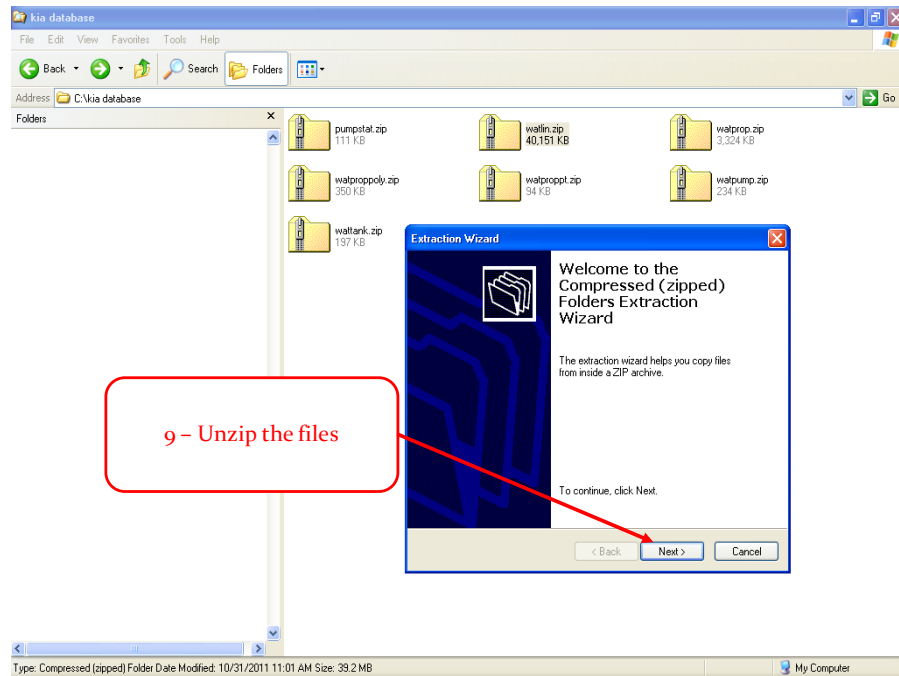 kia database
File Edit View Favorites Tools Help
Back Search Folders
Address C:\kia database Go
Folders
pumpstat.zip
111 KB
watlin.zip
40,151 KB
watprop.zip
3,324 KB
watproppoly.zip
350 KB
watproppt.zip
94 KB
watpump.zip
234 KB
wattank.zip
197 KB
Extraction Wizard
Welcome to the
Compressed (zipped)
Folders Extraction
Wizard
The extraction wizard helps you copy files
from inside a ZIP archive.
9 – Unzip the files
To continue, click Next.
< Back Next > Cancel
Type: Compressed (zipped) Folder Date Modified: 10/31/2011 11:01 AM Size: 39.2 MB My Computer